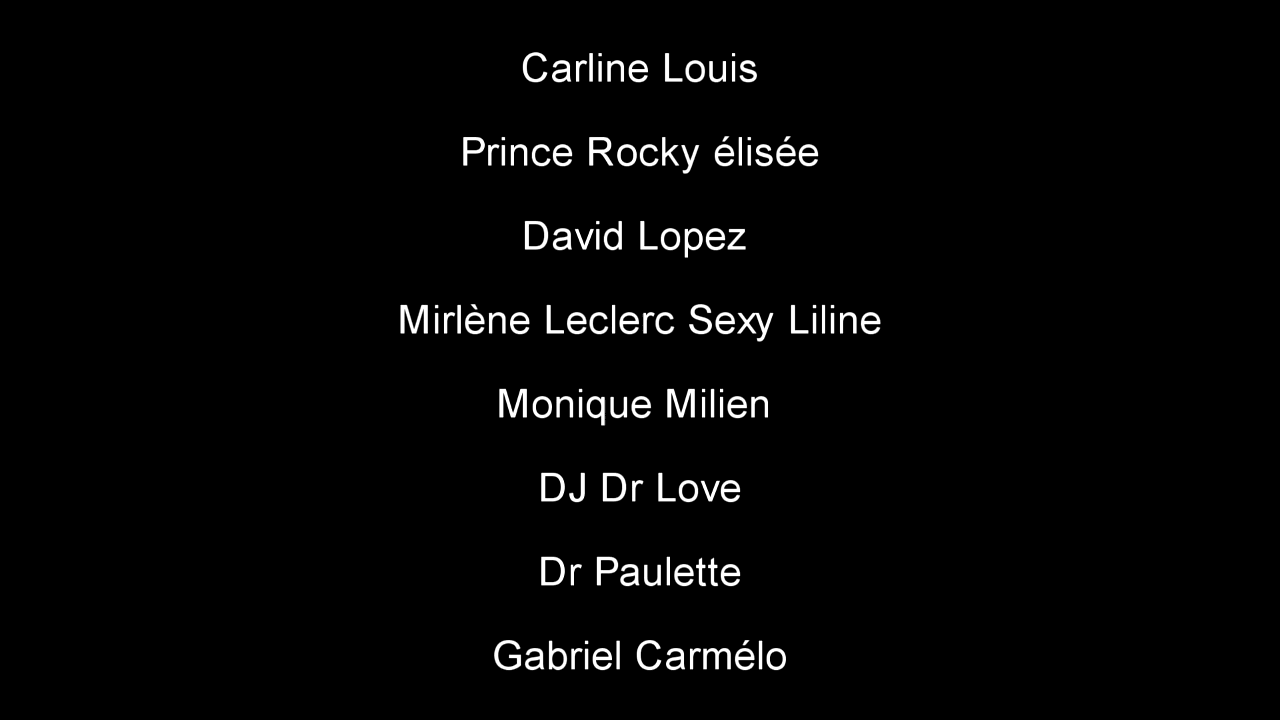 Carline Louis
Prince Rocky élisée
David Lopez
Mirlène Leclerc Sexy Liline
Monique Milien
DJ Dr Love
Dr Paulette
Gabriel Carmélo